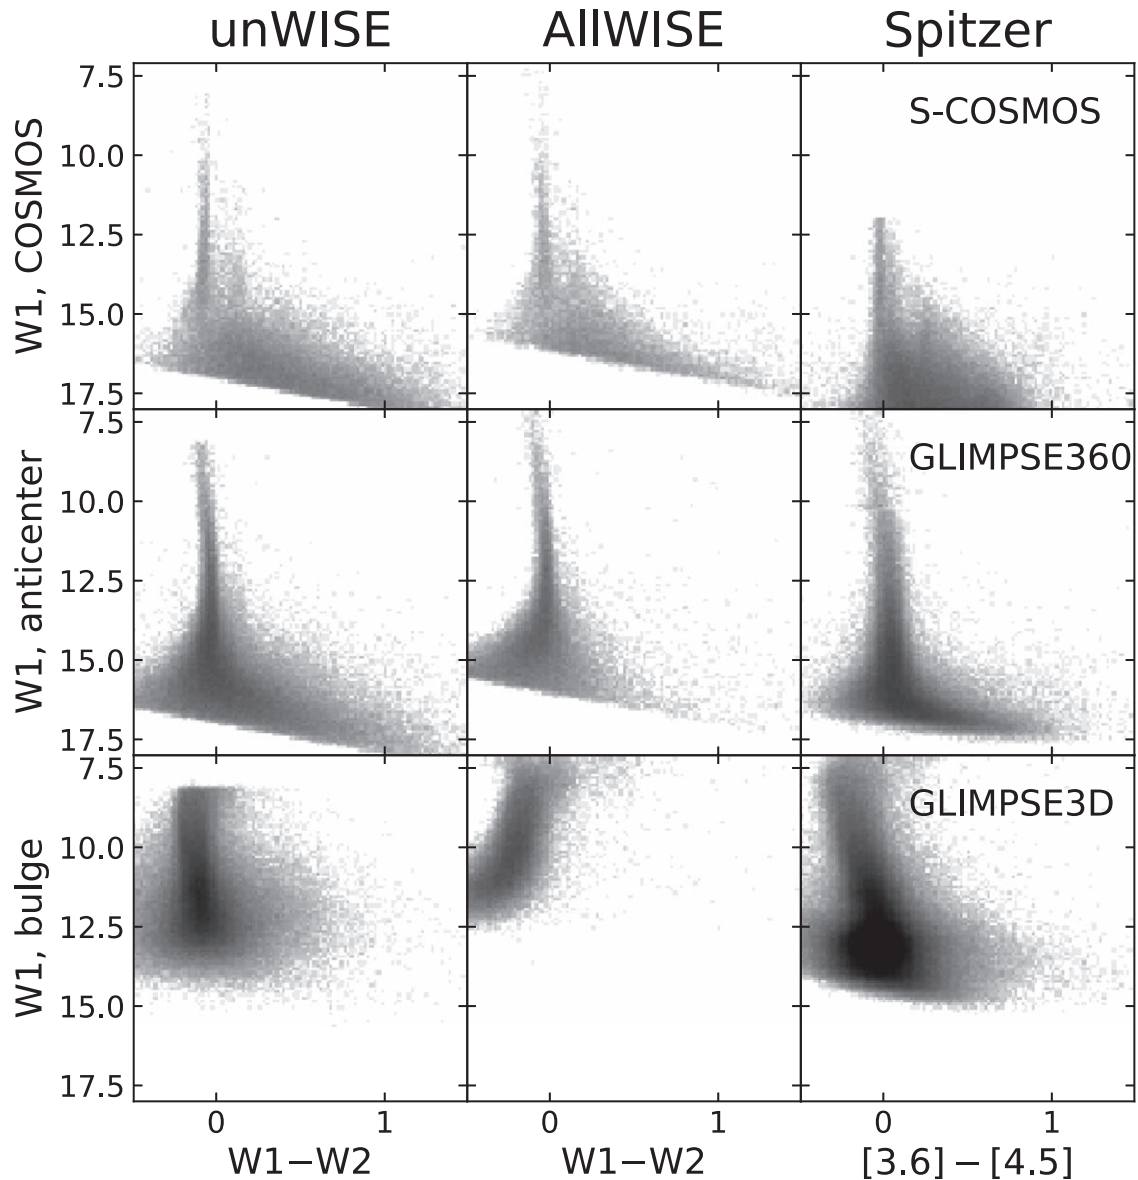 unWISE AllWISE Spitzer
W1, COSMOS
7.5
10.0
12.5
15.0
17.5
S-COSMOS
W1, anticenter
7.5
10.0
12.5
15.0
17.5
GLIMPSE360
W1, bulge
7.5
10.0
12.5
15.0
17.5
GLIMPSE3D
0 1 0 1 0 1
W1−W2 W1−W2 [3.6]−[4.5]